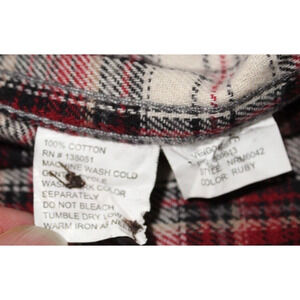 100% COTTON
RN # 138051
MACHINE WASH COLD
WASH DARK COLOR
SEPARATELY
DO NOT BLEACH
TUMBLE DRY LOW
WARM IRON
COLOR: RUBY